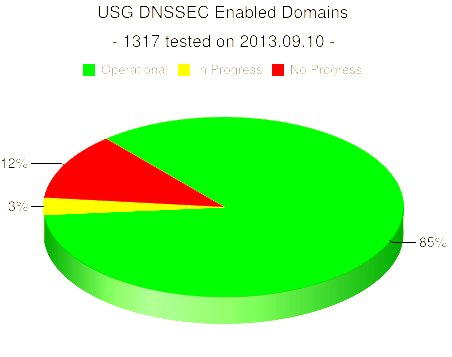 USG DNSSEC Enabled Domains
- 1317 tested on 2013.09.10 -
Operational In Progress No Progress
12%
3%
85%